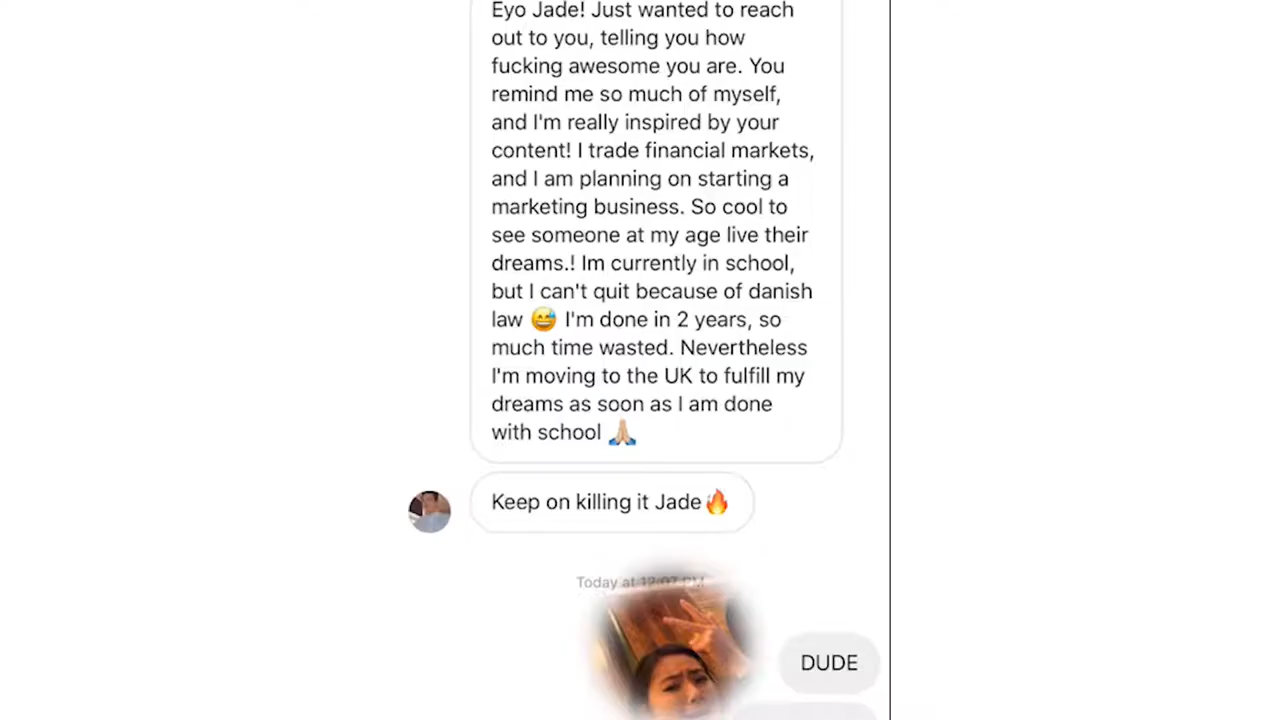 Eyo Jade! Just wanted to reach
out to you, telling you how
fucking awesome you are. You
remind me so much of myself,
and I'm really inspired by your
content! I trade financial markets,
and I am planning on starting a
marketing business. So cool to
see someone at my age live their
dreams.! Im currently in school,
but I can't quit because of danish
law 😅 I'm done in 2 years, so
much time wasted. Nevertheless
I'm moving to the UK to fulfill my
dreams as soon as I am done
with school 🙏🏼
Keep on killing it Jade🔥
Today at 12:07 PM
DUDE